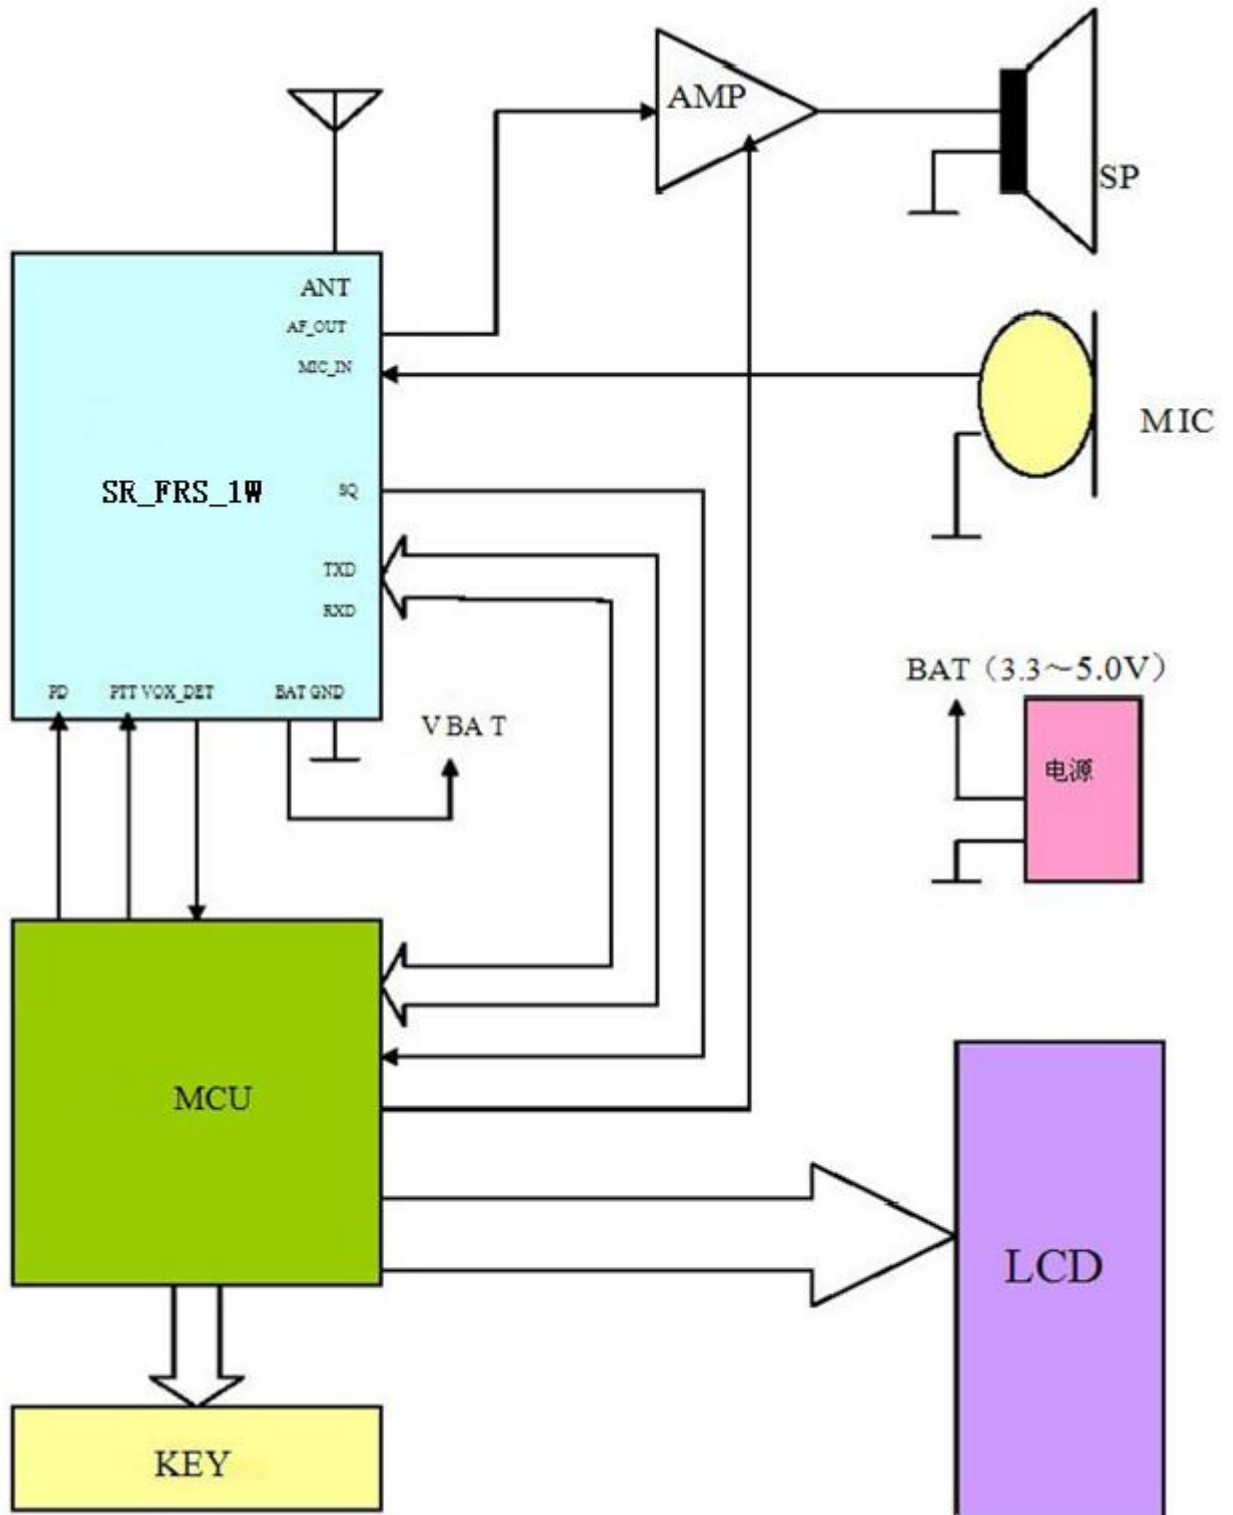 AMP
SP
ANT
AF_OUT
MIC_IN
MIC
SR_FRS_1W
SQ
TXD
RXD
BAT（3.3～5.0V）
PD PTT VOX_DET BAT GND
VBAT
电源
MCU
LCD
KEY